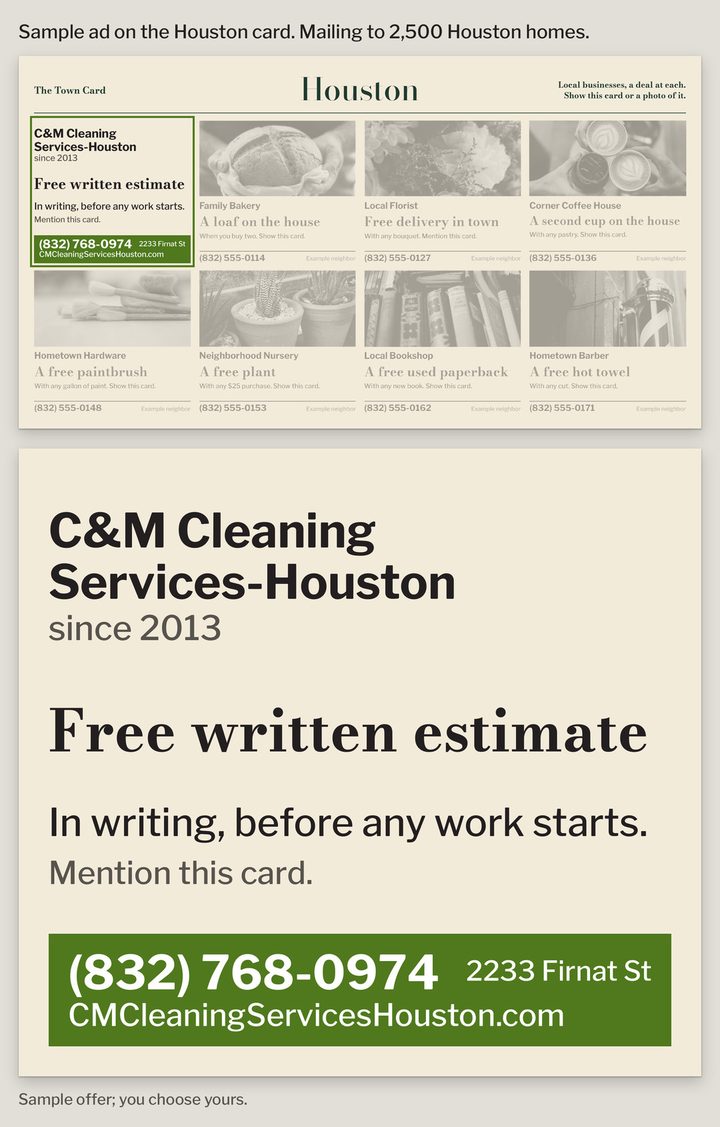 Sample ad on the Houston card. Mailing to 2,500 Houston homes.
The Town Card
Houston
Local businesses, a deal at each.
Show this card or a photo of it.
C&M Cleaning
Services-Houston
since 2013
Free written estimate
In writing, before any work starts.
Mention this card.
(832) 768-0974 2233 Firnat St
CMCleaningServicesHouston.com
Family Bakery
A loaf on the house
When you buy two. Show this card.
(832) 555-0114
Local Florist
Free delivery in town
With any bouquet. Mention this card.
(832) 555-0127
Corner Coffee House
A second cup on the house
With any pastry. Show this card.
(832) 555-0136 Example neighbor
Hometown Hardware
A free paintbrush
With any gallon of paint. Show this card.
(832) 555-0148 Example neighbor
Neighborhood Nursery
A free plant
With any $25 purchase. Show this card.
(832) 555-0153 Example neighbor
Local Bookshop
A free used paperback
With any new book. Show this card.
(832) 555-0162 Example neighbor
Hometown Barber
A free hot towel
With any cut. Show this card.
(832) 555-0171 Example neighbor
C&M Cleaning
Services-Houston
since 2013
Free written estimate
In writing, before any work starts.
Mention this card.
(832) 768-0974 2233 Firnat St
CMCleaningServicesHouston.com
Sample offer; you choose yours.